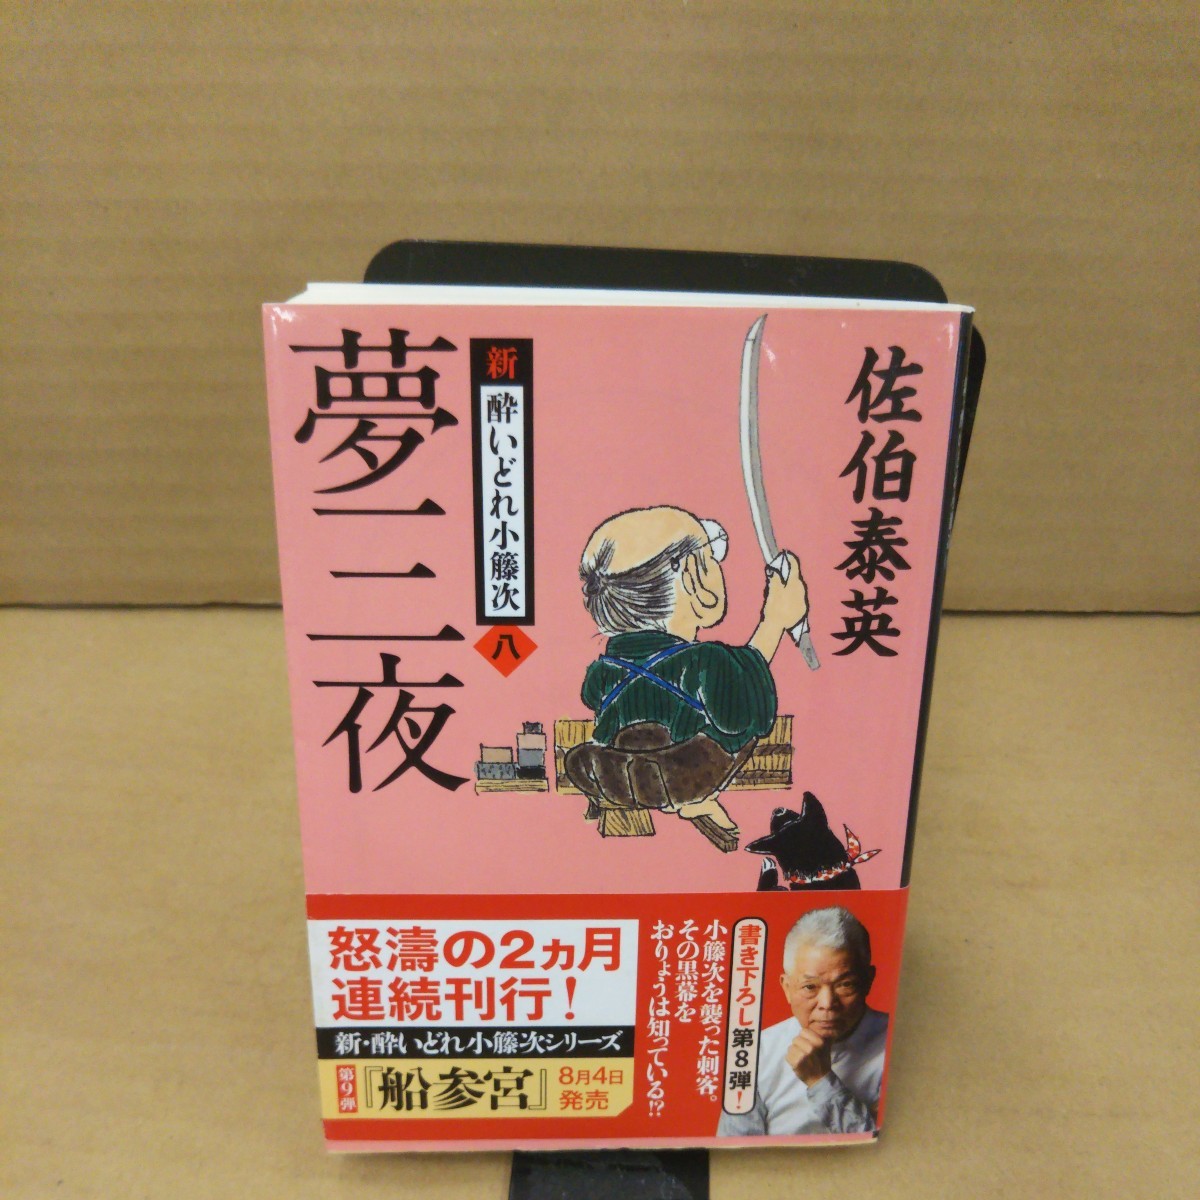 佐伯泰英
新
酔いどれ小籐次
八
夢三夜
書き下ろし第8弾!
小籐次を襲った刺客。
その黒幕を
おりょうは知っている!?
怒濤の2ヵ月
連続刊行!
新・酔いどれ小籐次シリーズ
第9弾
『船参宮』
8月4日
発売